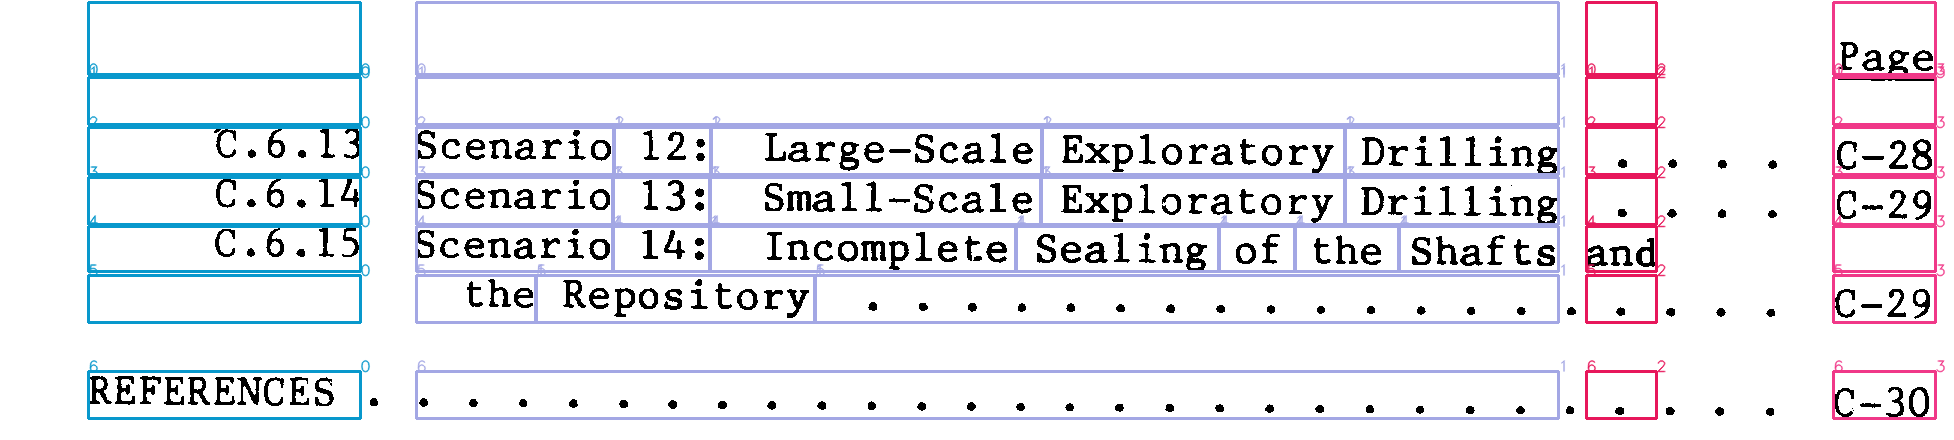 Page
C.6.13 Scenario 12: Large-Scale Exploratory Drilling . . . . C-28
C.6.14 Scenario 13: Small-Scale Exploratory Drilling . . . . C-29
C.6.15 Scenario 14: Incomplete Sealing of the Shafts and
the Repository . . . . . . . . . . . . . . . . . . . C-29
REFERENCES . . . . . . . . . . . . . . . . . . . . . . . . . . . . . C-30